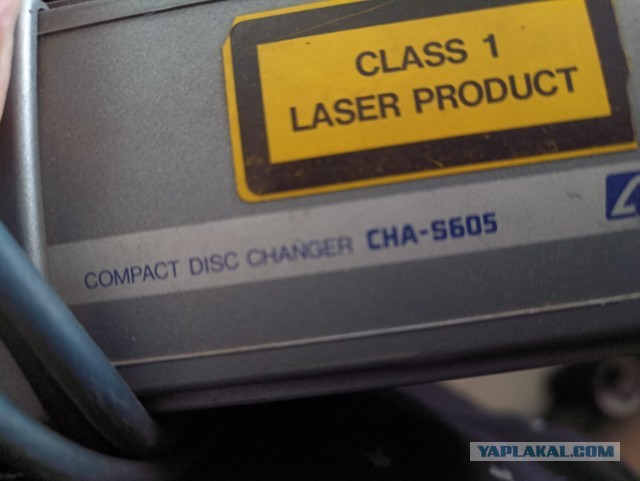 CLASS 1
LASER PRODUCT
COMPACT DISC CHANGER CHA-S605
YAPLAKAL.COM